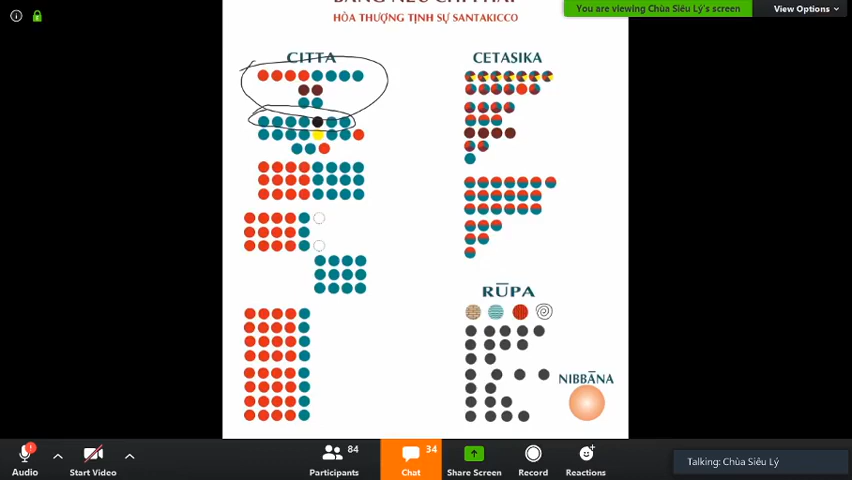 You are viewing Chùa Siêu Lý's screen
View Options
HÒA THƯỢNG TỊNH SỰ SANTAKICCO
CITTA
CETASIKA
RŪPA
NIBBĀNA
Audio
Start Video
84
Participants
34
Chat
Share Screen
Record
Reactions
Talking: Chùa Siêu Lý